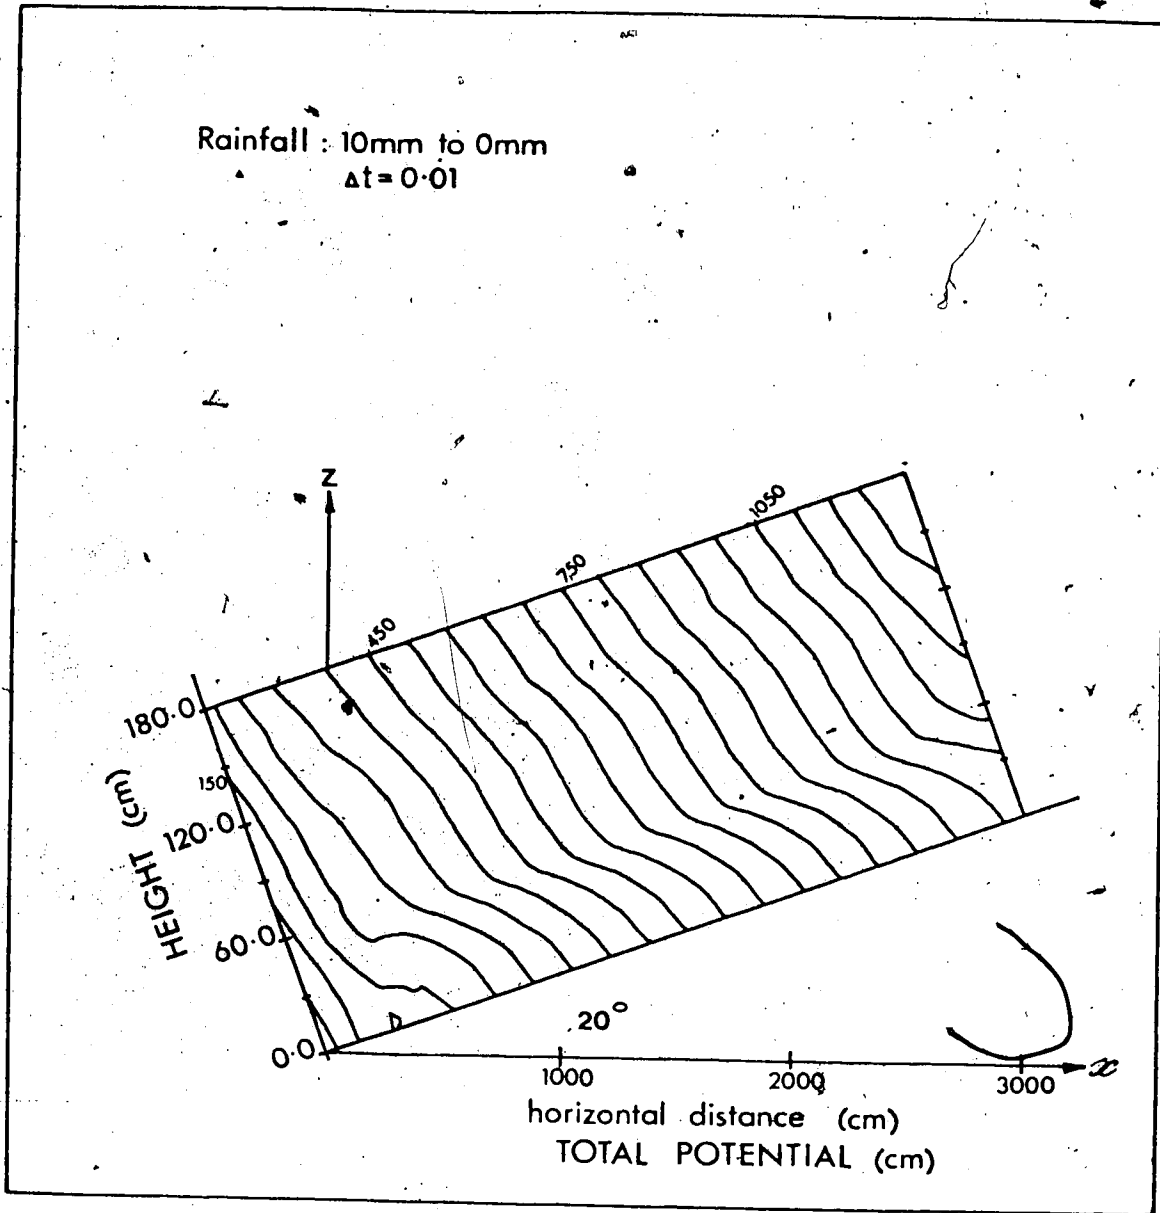 Rainfall : 10mm to 0mm
Δt = 0·01
z
1050
750
450
180·0
150
120·0
60·0
0·0
HEIGHT (cm)
20°
1000
2000
3000
x
horizontal distance (cm)
TOTAL POTENTIAL (cm)